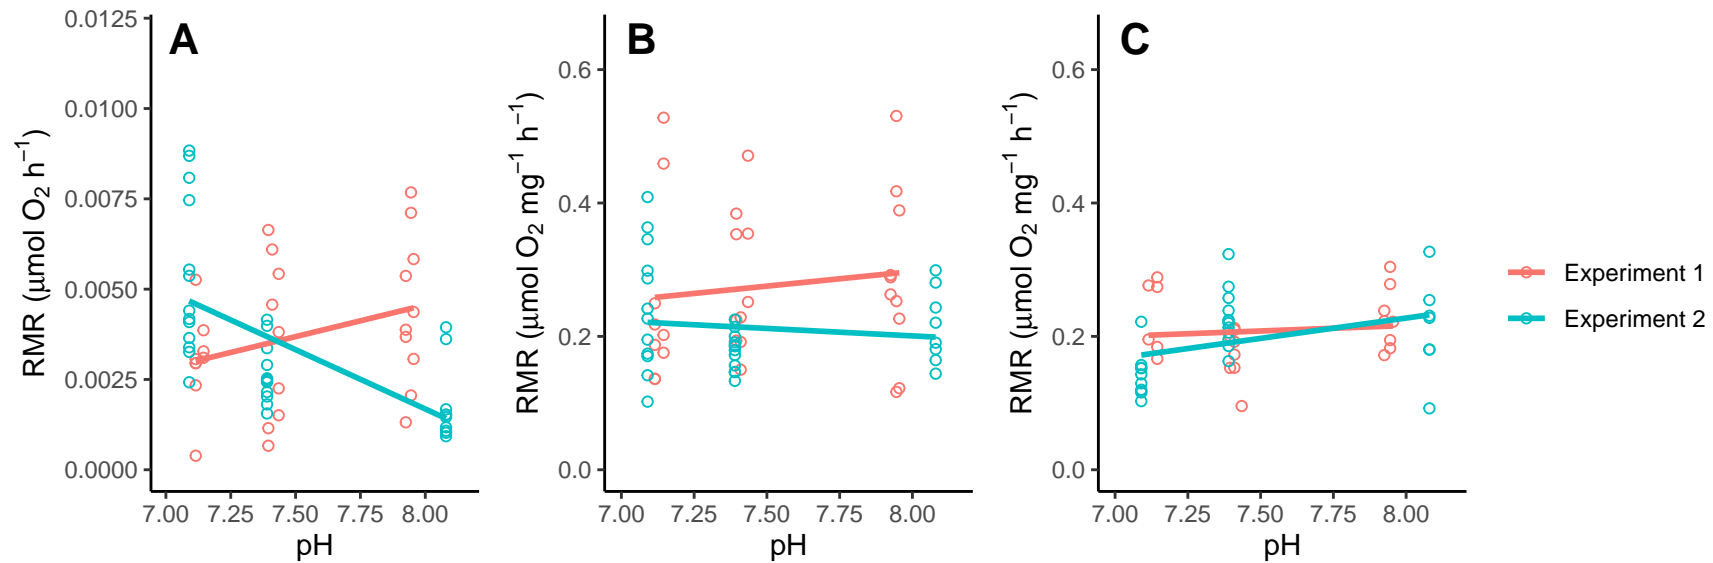 A
RMR (μmol O₂ h⁻¹)
0.0125
0.0100
0.0075
0.0050
0.0025
0.0000
7.00 7.25 7.50 7.75 8.00
pH
B
RMR (μmol O₂ mg⁻¹ h⁻¹)
0.6
0.4
0.2
0.0
7.00 7.25 7.50 7.75 8.00
pH
C
RMR (μmol O₂ mg⁻¹ h⁻¹)
0.6
0.4
0.2
0.0
7.00 7.25 7.50 7.75 8.00
pH
Experiment 1
Experiment 2